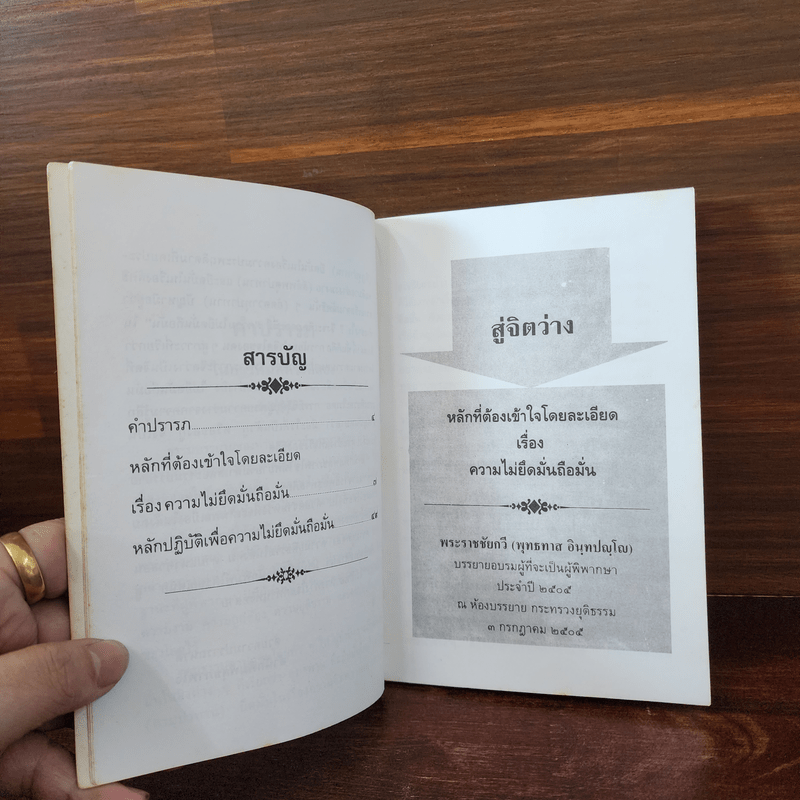 สารบัญ
คำปรารภ
หลักที่ต้องเข้าใจโดยละเอียด
เรื่อง ความไม่ยึดมั่นถือมั่น
หลักปฏิบัติเพื่อความไม่ยึดมั่นถือมั่น
สู่จิตว่าง
หลักที่ต้องเข้าใจโดยละเอียด
เรื่อง
ความไม่ยึดมั่นถือมั่น
พระราชชัยกวี (พุทธทาส อินฺทปญฺโญ)
บรรยายอบรมผู้ที่จะเป็นผู้พิพากษา
ประจำปี ๒๕๐๕
ณ ห้องบรรยาย กระทรวงยุติธรรม
๓ กรกฎาคม ๒๕๐๕